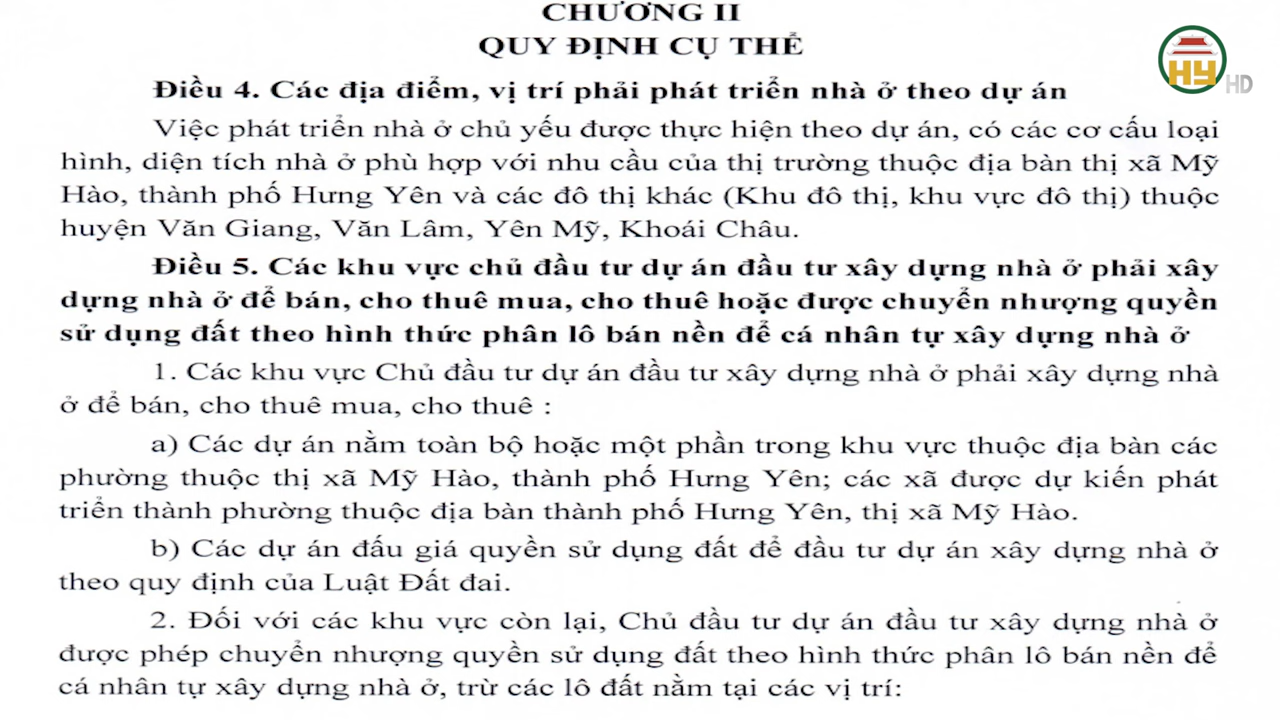 CHƯƠNG II
QUY ĐỊNH CỤ THỂ
HY HD
Điều 4. Các địa điểm, vị trí phải phát triển nhà ở theo dự án
Việc phát triển nhà ở chủ yếu được thực hiện theo dự án, có các cơ cấu loại
hình, diện tích nhà ở phù hợp với nhu cầu của thị trường thuộc địa bàn thị xã Mỹ
Hào, thành phố Hưng Yên và các đô thị khác (Khu đô thị, khu vực đô thị) thuộc
huyện Văn Giang, Văn Lâm, Yên Mỹ, Khoái Châu.
Điều 5. Các khu vực chủ đầu tư dự án đầu tư xây dựng nhà ở phải xây
dựng nhà ở để bán, cho thuê mua, cho thuê hoặc được chuyển nhượng quyền
sử dụng đất theo hình thức phân lô bán nền để cá nhân tự xây dựng nhà ở
1. Các khu vực Chủ đầu tư dự án đầu tư xây dựng nhà ở phải xây dựng nhà
ở để bán, cho thuê mua, cho thuê :
a) Các dự án nằm toàn bộ hoặc một phần trong khu vực thuộc địa bàn các
phường thuộc thị xã Mỹ Hào, thành phố Hưng Yên; các xã được dự kiến phát
triển thành phường thuộc địa bàn thành phố Hưng Yên, thị xã Mỹ Hào.
b) Các dự án đấu giá quyền sử dụng đất để đầu tư dự án xây dựng nhà ở
theo quy định của Luật Đất đai.
2. Đối với các khu vực còn lại, Chủ đầu tư dự án đầu tư xây dựng nhà ở
được phép chuyển nhượng quyền sử dụng đất theo hình thức phân lô bán nền để
cá nhân tự xây dựng nhà ở, trừ các lô đất nằm tại các vị trí: